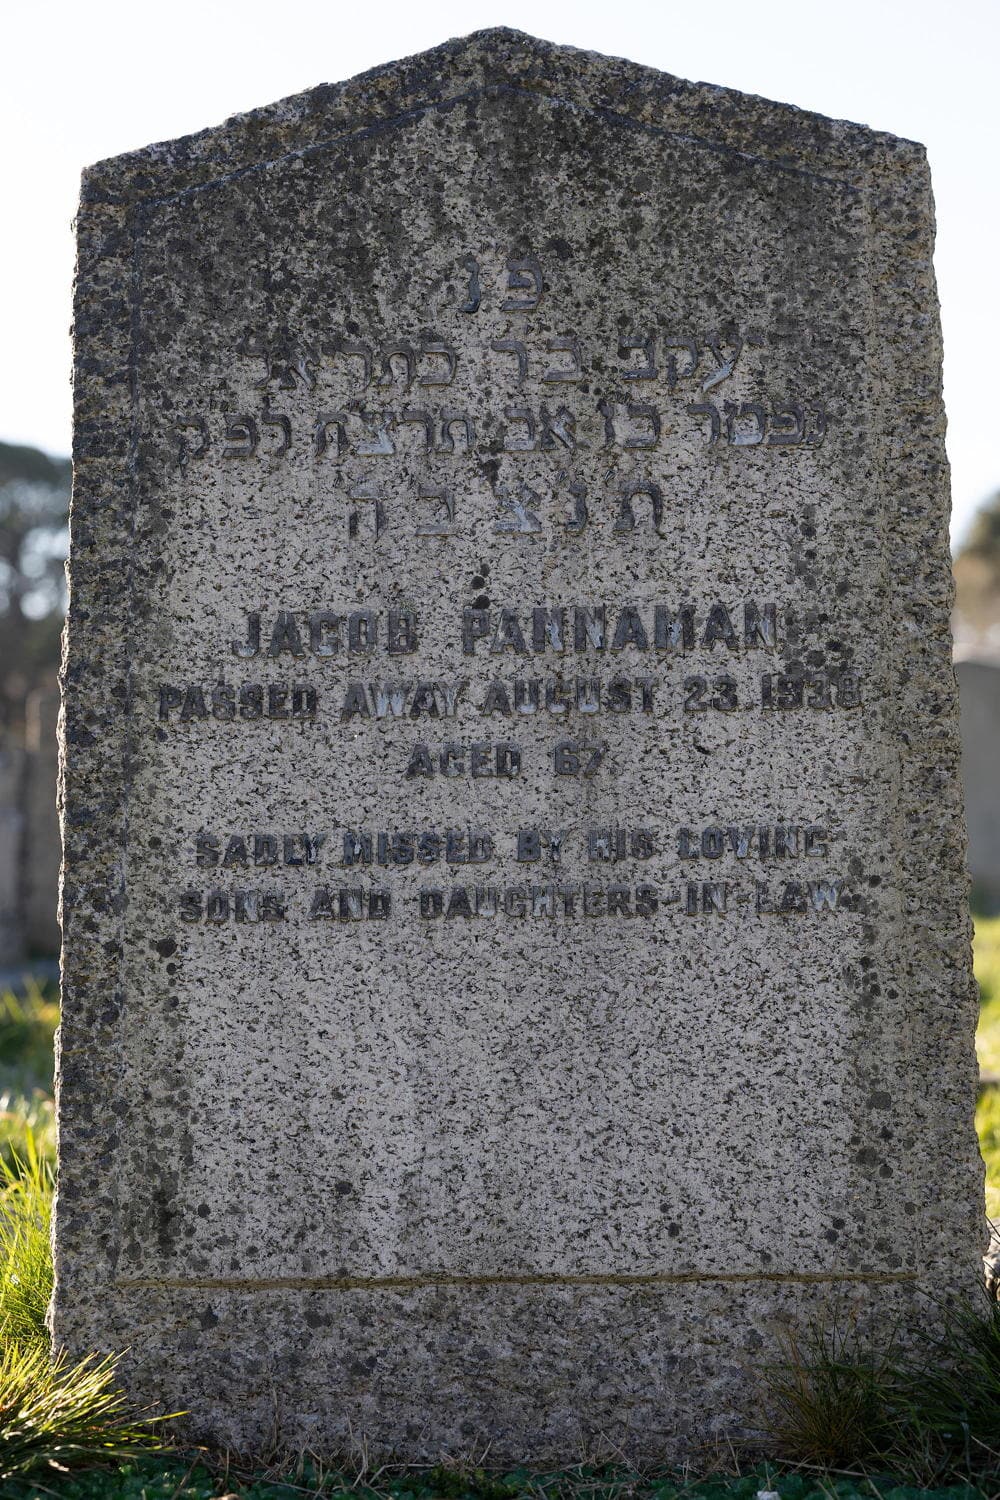 פ נ
יעקב בר כתריאל
נפטר כו אב תרצ״ח לפק
ת׳נ׳צ׳ב׳ה׳
JACOB PANNAMAN
PASSED AWAY AUGUST 23. 1938
AGED 67.
SADLY MISSED BY HIS LOVING
SONS AND DAUGHTERS-IN-LAW.